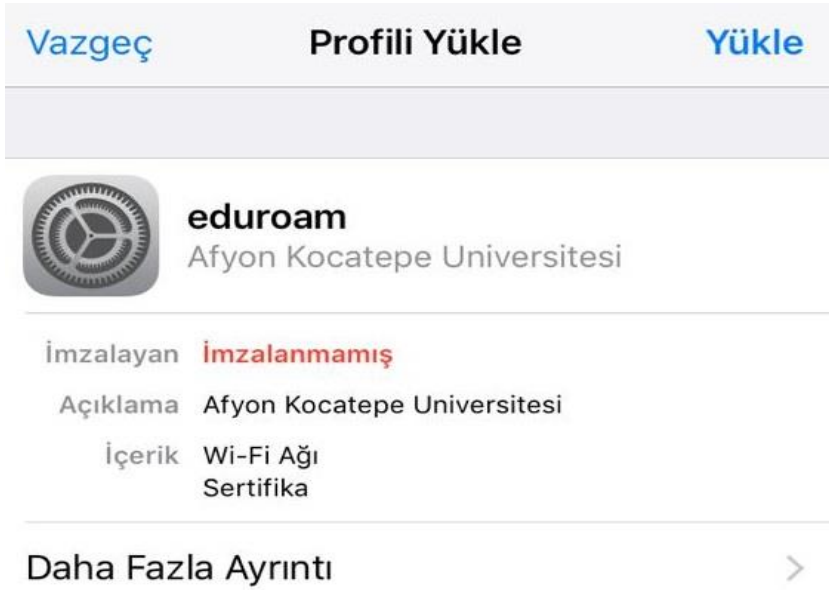 Vazgeç Profili Yükle Yükle
eduroam
Afyon Kocatepe Universitesi
İmzalayan İmzalanmamış
Açıklama Afyon Kocatepe Universitesi
İçerik Wi-Fi Ağı
Sertifika
Daha Fazla Ayrıntı